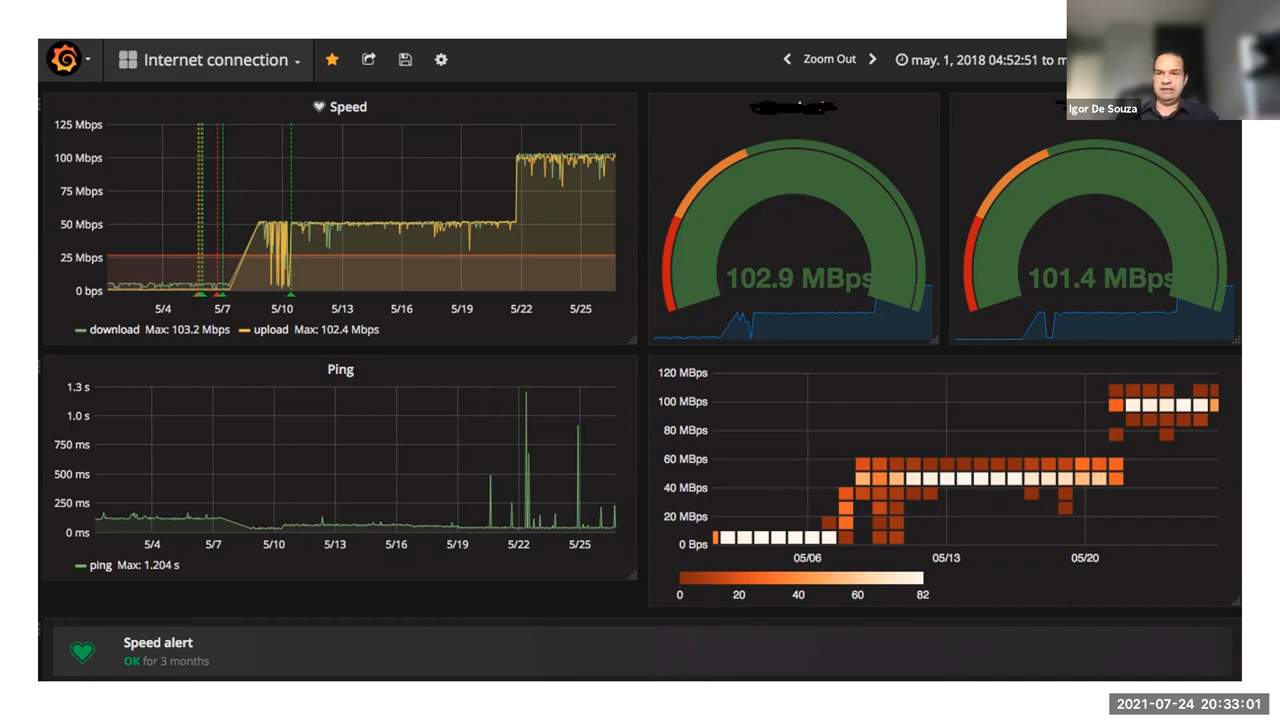 Internet connection
Zoom Out
may. 1, 2018 04:52:51 to m
Igor De Souza
Speed
125 Mbps
100 Mbps
75 Mbps
50 Mbps
25 Mbps
0 bps
5/4 5/7 5/10 5/13 5/16 5/19 5/22 5/25
download Max: 103.2 Mbps upload Max: 102.4 Mbps
102.9 MBps
101.4 MBps
Ping
1.3 s
1.0 s
750 ms
500 ms
250 ms
0 ms
5/4 5/7 5/10 5/13 5/16 5/19 5/22 5/25
ping Max: 1.204 s
120 MBps
100 MBps
80 MBps
60 MBps
40 MBps
20 MBps
0 Bps
05/06 05/13 05/20
0 20 40 60 82
Speed alert
OK for 3 months
2021-07-24 20:33:01